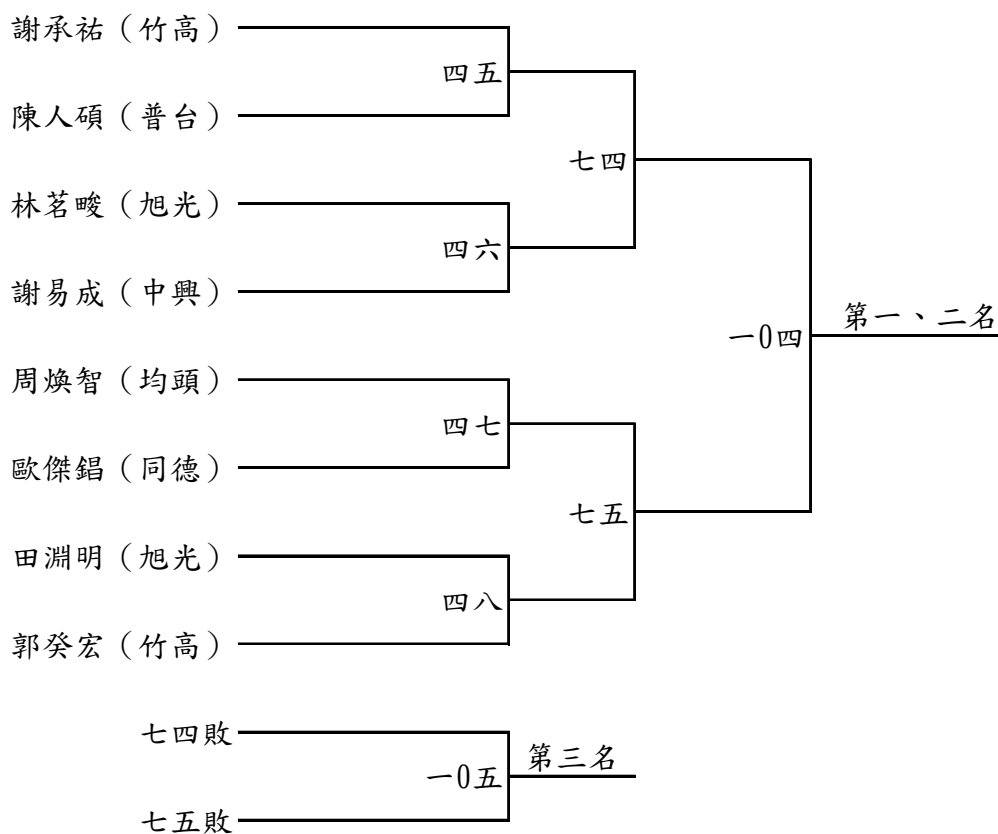 謝承祐（竹高）
四五
陳人碩（普台）
七四
林茗畯（旭光）
四六
謝易成（中興）
一0四
第一、二名
周煥智（均頭）
四七
歐傑錩（同德）
七五
田淵明（旭光）
四八
郭癸宏（竹高）
七四敗
一0五
第三名
七五敗